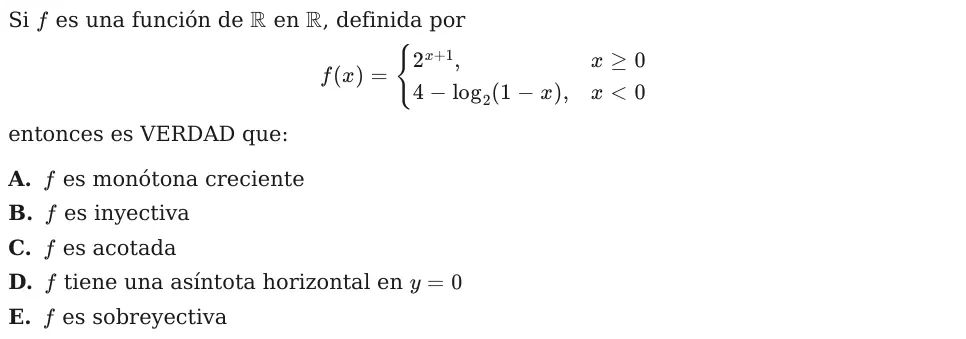 Si f es una función de ℝ en ℝ, definida por
f(x) = { 2^{x+1}, x ≥ 0
4 − log₂(1 − x), x < 0
entonces es VERDAD que:
A. f es monótona creciente
B. f es inyectiva
C. f es acotada
D. f tiene una asíntota horizontal en y = 0
E. f es sobreyectiva